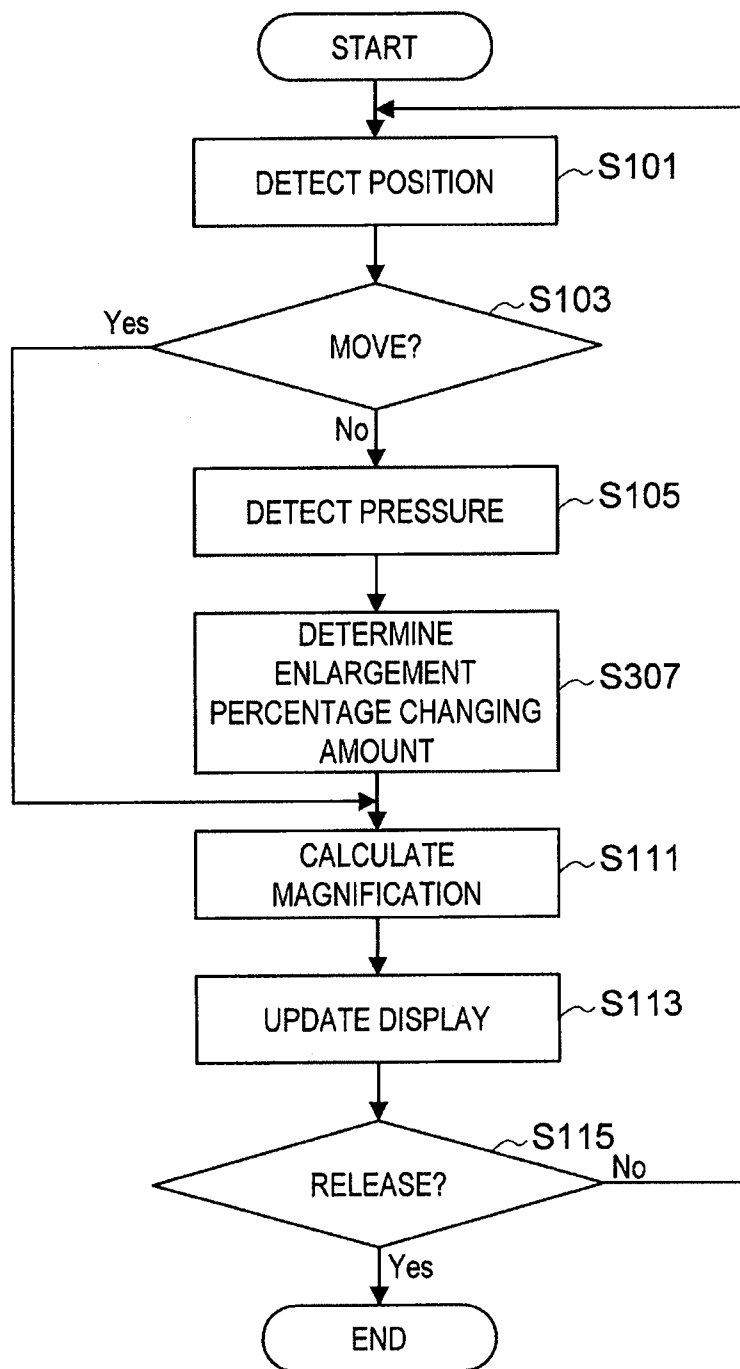 START
DETECT POSITION
S101
S103
Yes
MOVE?
No
DETECT PRESSURE
S105
DETERMINE
ENLARGEMENT
PERCENTAGE CHANGING
AMOUNT
S307
CALCULATE
MAGNIFICATION
S111
UPDATE DISPLAY
S113
S115
RELEASE?
No
Yes
END